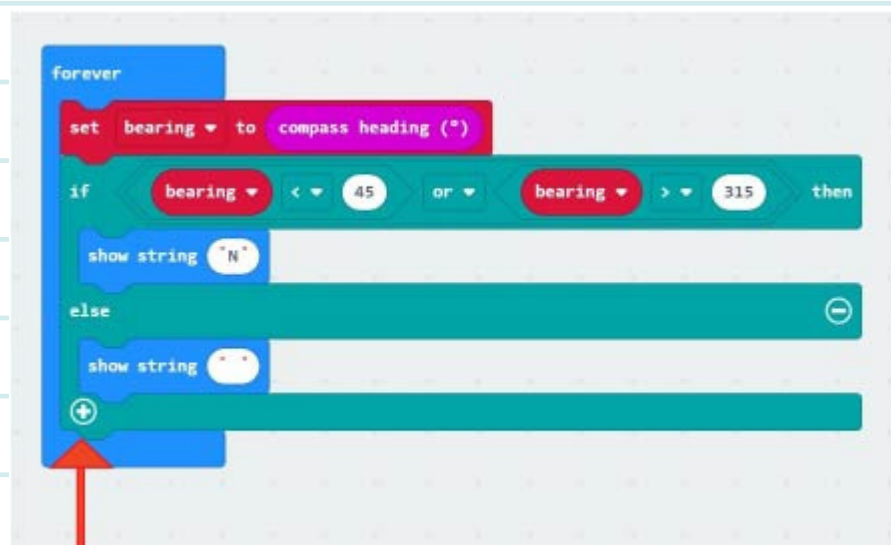 forever
set bearing to compass heading (°)
if bearing < 45 or bearing > 315 then
show string "N"
else
show string " "